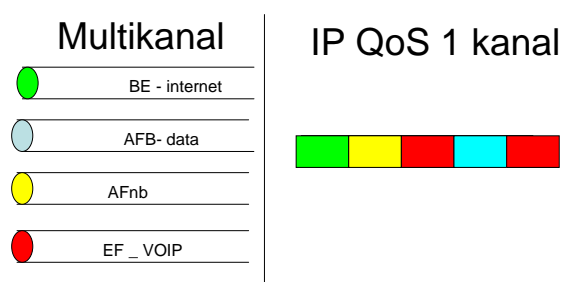 Multikanal
BE - internet
AFB- data
AFnb
EF _ VOIP
IP QoS 1 kanal